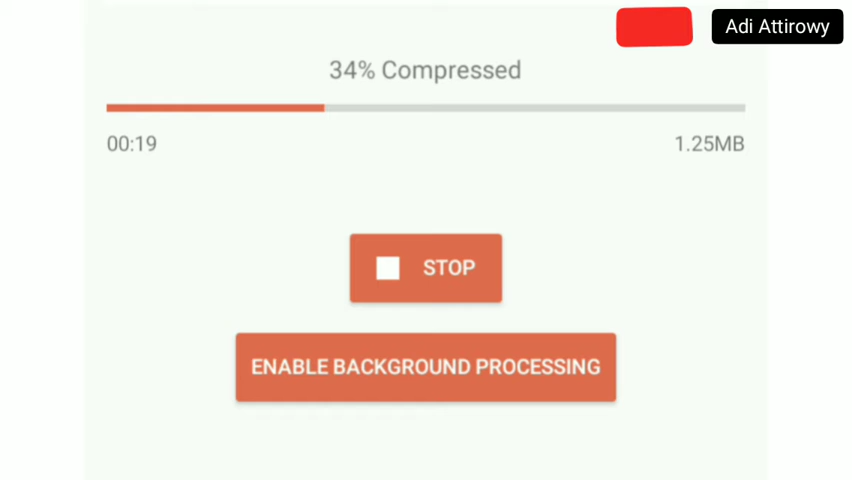 Adi Attirowy
34% Compressed
00:19 1.25MB
STOP
ENABLE BACKGROUND PROCESSING